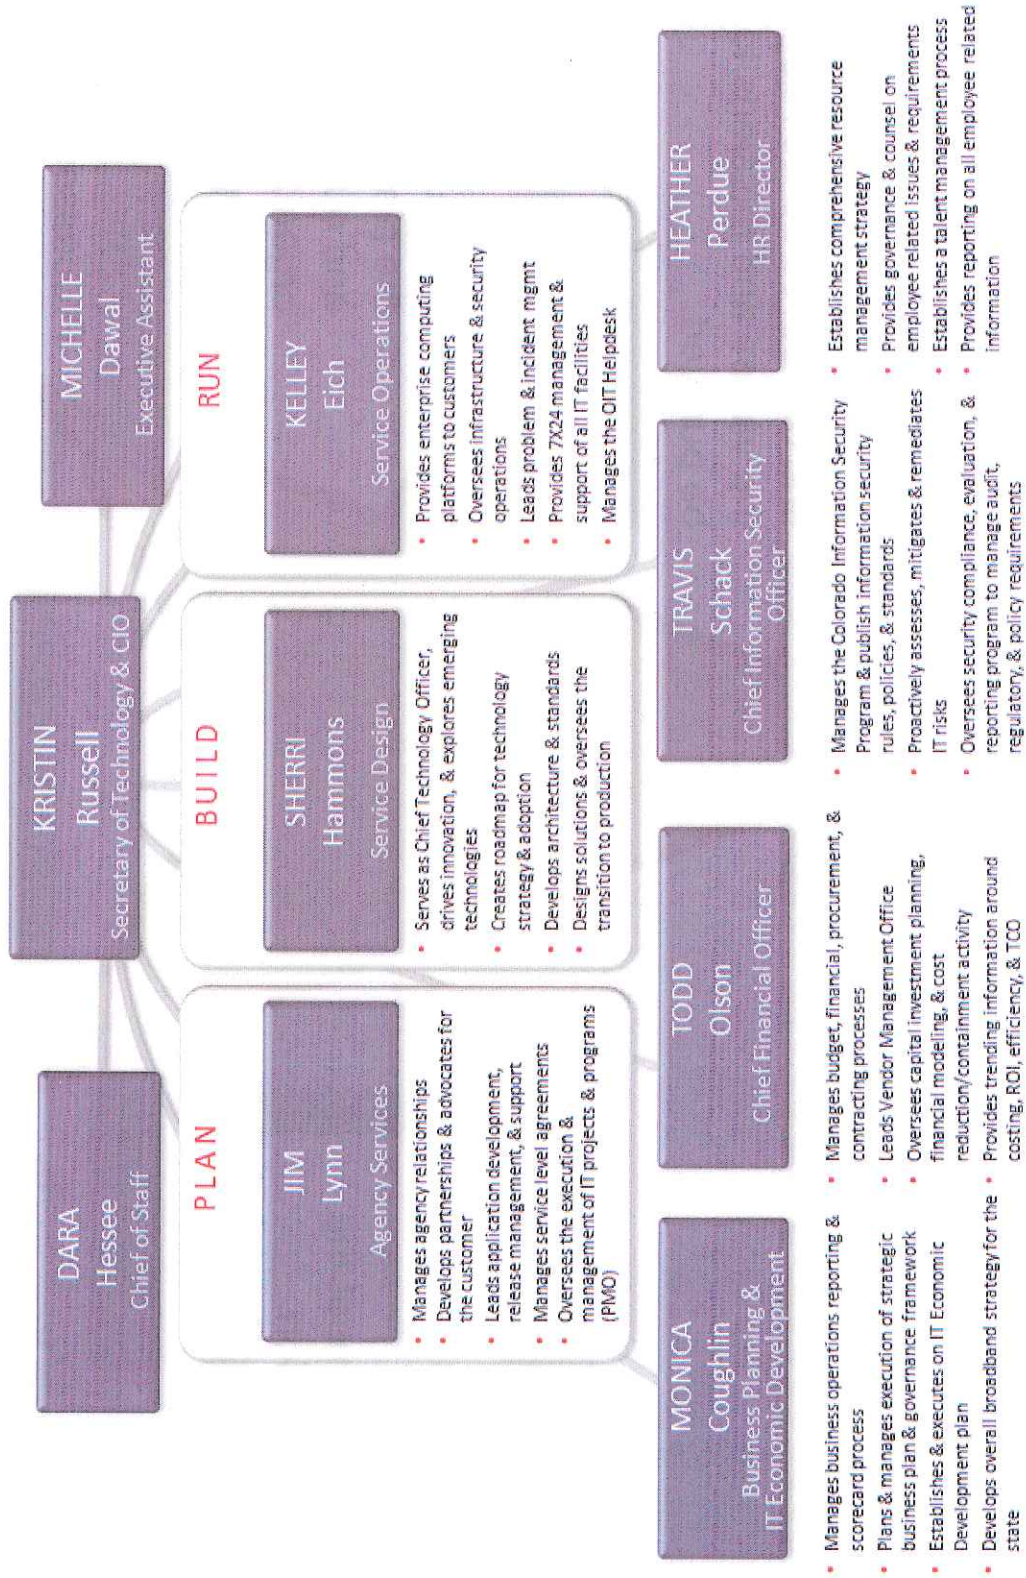 DARA
Hessee
Chief of Staff
KRISTIN
Russell
Secretary of Technology & CIO
MICHELLE
Dawal
Executive Assistant
PLAN
JIM
Lynn
Agency Services
• Manages agency relationships
• Develops partnerships & advocates for
the customer
• Leads application development,
release management, & support
• Manages service level agreements
• Oversees the execution &
management of IT projects & programs
(PMO)
BUILD
SHERRI
Hammons
Service Design
• Serves as Chief Technology Officer,
drives innovation, & explores emerging
technologies
• Creates roadmap for technology
strategy & adoption
• Develops architecture & standards
• Designs solutions & oversees the
transition to production
RUN
KELLEY
Eich
Service Operations
• Provides enterprise computing
platforms to customers
• Oversees infrastructure & security
operations
• Leads problem & incident mgmt
• Provides 7X24 management &
support of all IT facilities
• Manages the OIT Helpdesk
MONICA
Coughlin
Business Planning &
IT Economic Development
• Manages business operations reporting &
scorecard process
• Plans & manages execution of strategic
business plan & governance framework
• Establishes & executes on IT Economic
Development plan
• Develops overall broadband strategy for the
state
TODD
Olson
Chief Financial Officer
• Manages budget, financial, procurement, &
contracting processes
• Leads Vendor Management Office
• Oversees capital investment planning,
financial modeling, & cost
reduction/containment activity
• Provides trending information around
costing, ROI, efficiency, & TCO
TRAVIS
Schack
Chief Information Security
Officer
• Manages the Colorado Information Security
Program & publish information security
rules, policies, & standards
• Proactively assesses, mitigates & remediates
IT risks
• Oversees security compliance, evaluation, &
reporting program to manage audit,
regulatory, & policy requirements
HEATHER
Perdue
HR Director
• Establishes comprehensive resource
management strategy
• Provides governance & counsel on
employee related issues & requirements
• Establishes a talent management process
• Provides reporting on all employee related
information